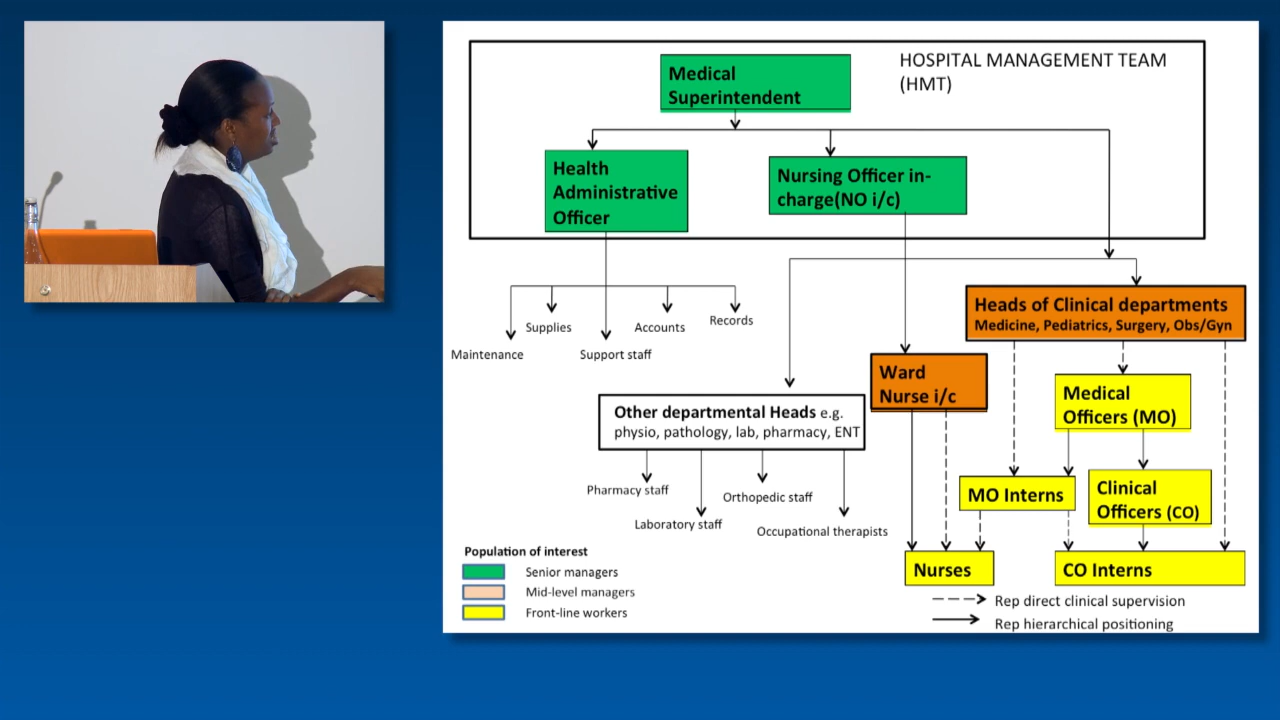 HOSPITAL MANAGEMENT TEAM
(HMT)
Medical
Superintendent
Health
Administrative
Officer
Nursing Officer in-
charge(NO i/c)
Maintenance
Supplies
Support staff
Accounts
Records
Heads of Clinical departments
Medicine, Pediatrics, Surgery, Obs/Gyn
Ward
Nurse i/c
Medical
Officers (MO)
Other departmental Heads e.g.
physio, pathology, lab, pharmacy, ENT
Pharmacy staff
Laboratory staff
Orthopedic staff
Occupational therapists
MO Interns
Clinical
Officers (CO)
Nurses
CO Interns
Population of interest
Senior managers
Mid-level managers
Front-line workers
Rep direct clinical supervision
Rep hierarchical positioning